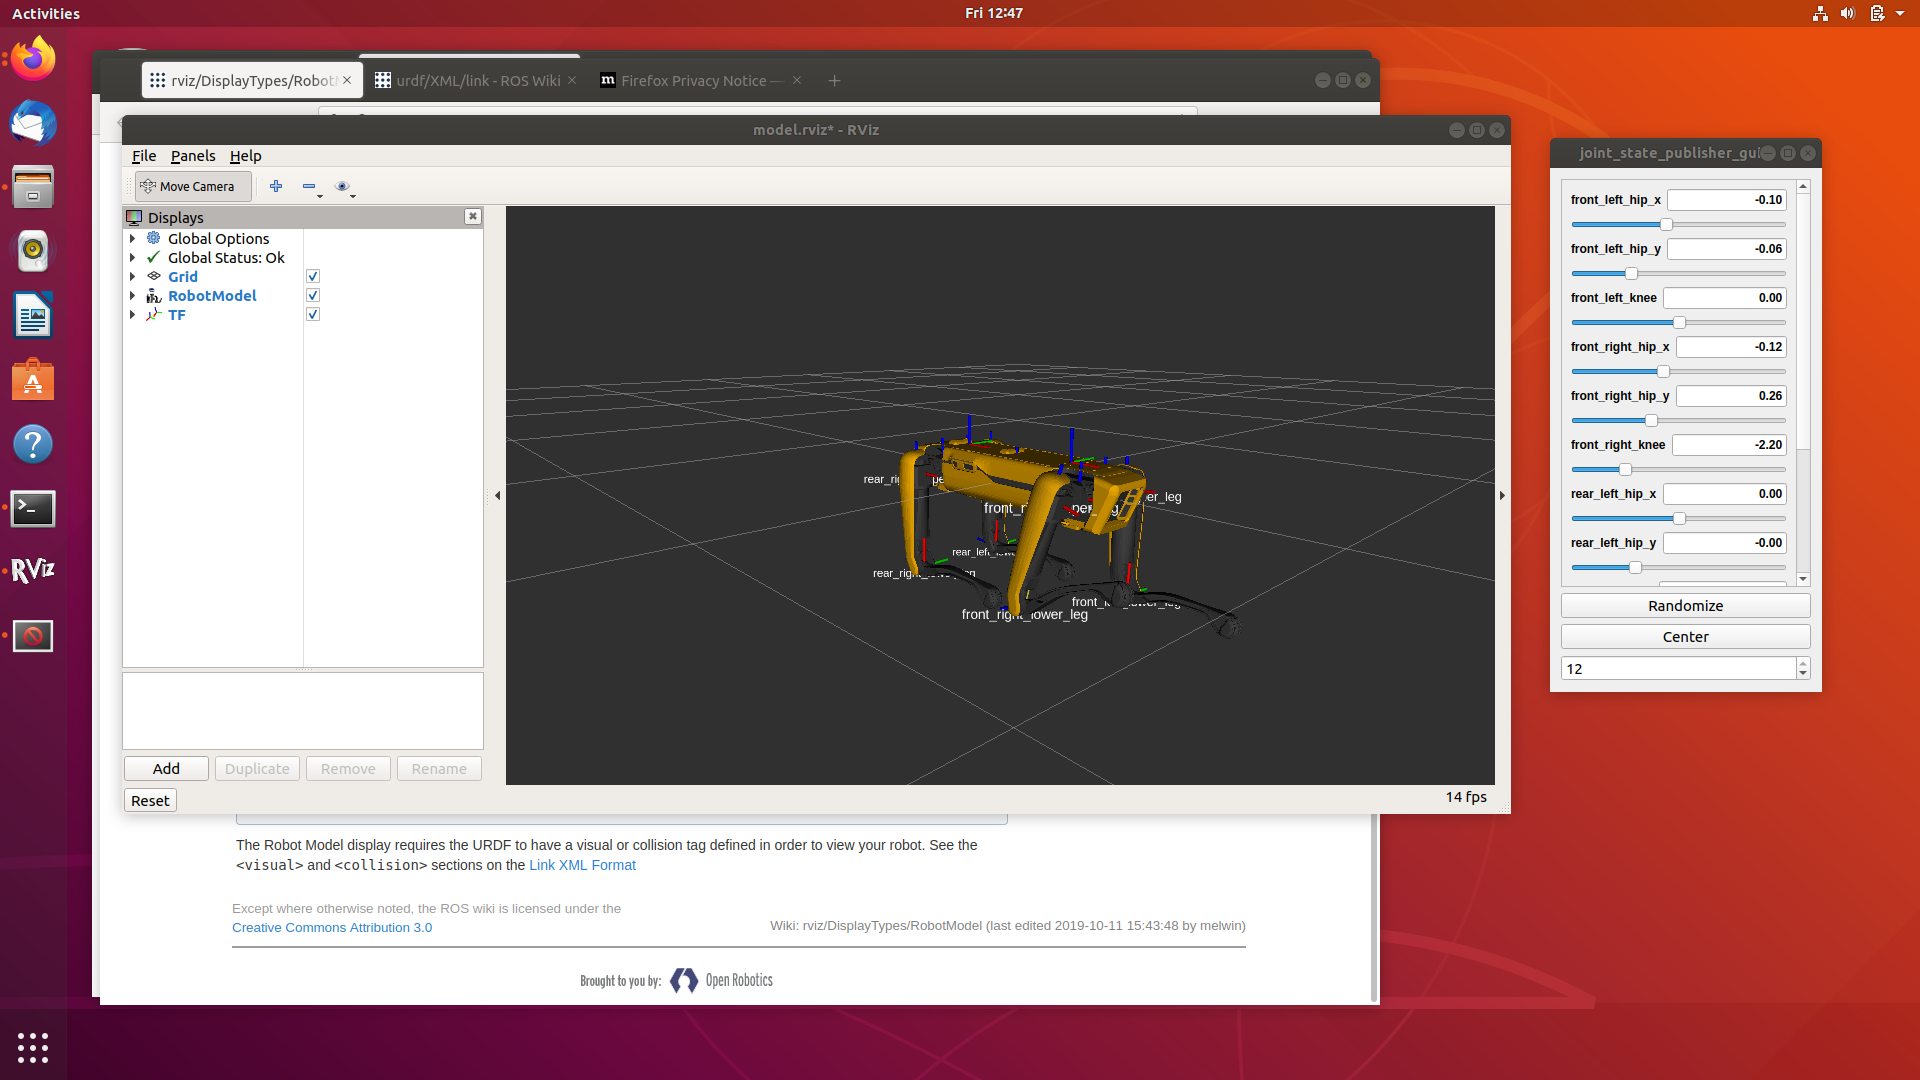 Activities
Fri 12:47
rviz/DisplayTypes/Robot
urdf/XML/link - ROS Wiki
Firefox Privacy Notice —
model.rviz* - RViz
File Panels Help
Move Camera
Displays
Global Options
Global Status: Ok
Grid
RobotModel
TF
rear_ri
front_r
per_leg
er_leg
rear_left_lowe
rear_right_lowe
front_right_lower_leg
front_l
lower_leg
Add
Duplicate
Remove
Rename
Reset
14 fps
joint_state_publisher_gui
front_left_hip_x -0.10
front_left_hip_y -0.06
front_left_knee 0.00
front_right_hip_x -0.12
front_right_hip_y 0.26
front_right_knee -2.20
rear_left_hip_x 0.00
rear_left_hip_y -0.00
Randomize
Center
12
RViz
The Robot Model display requires the URDF to have a visual or collision tag defined in order to view your robot. See the
<visual> and <collision> sections on the Link XML Format
Except where otherwise noted, the ROS wiki is licensed under the
Creative Commons Attribution 3.0
Wiki: rviz/DisplayTypes/RobotModel (last edited 2019-10-11 15:43:48 by melwin)
Brought to you by: Open Robotics